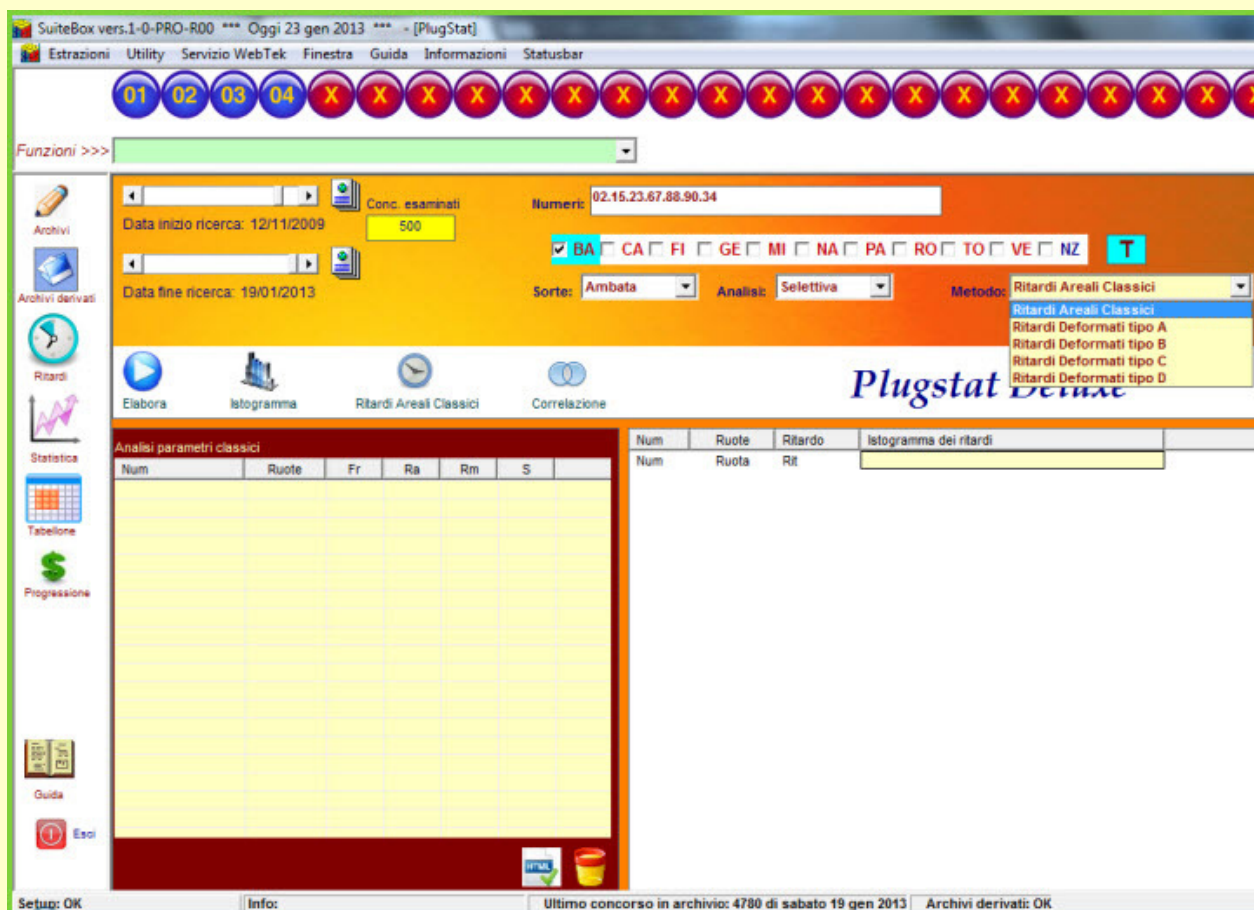 SuiteBox vers.1-0-PRO-R00 *** Oggi 23 gen 2013 *** - [PlugStat]
Estrazioni Utility Servizio WebTek Finestra Guida Informazioni Statusbar
01 02 03 04 X X X X X X X X X X X X X X X X X X X X
Funzioni >>>
Archivi
Archivi derivati
Ritardi
Statistica
Tabellone
Progressione
Guida
Esci
Data inizio ricerca: 12/11/2009
Conc. esaminati
500
Numeri: 02.15.23.67.88.90.34
BA CA FI GE MI NA PA RO TO VE NZ T
Data fine ricerca: 19/01/2013
Sorte: Ambata Analisi: Selettiva Metodo: Ritardi Areali Classici
Ritardi Areali Classici
Ritardi Deformati tipo A
Ritardi Deformati tipo B
Ritardi Deformati tipo C
Ritardi Deformati tipo D
Elabora Istogramma Ritardi Areali Classici Correlazione
Plugstat Deluxe
Analisi parametri classici
Num Ruote Fr Ra Rm S
Num Ruote Ritardo Istogramma dei ritardi
Num Ruota Rit
HTML
Setup: OK Info: Ultimo concorso in archivio: 4780 di sabato 19 gen 2013 Archivi derivati: OK